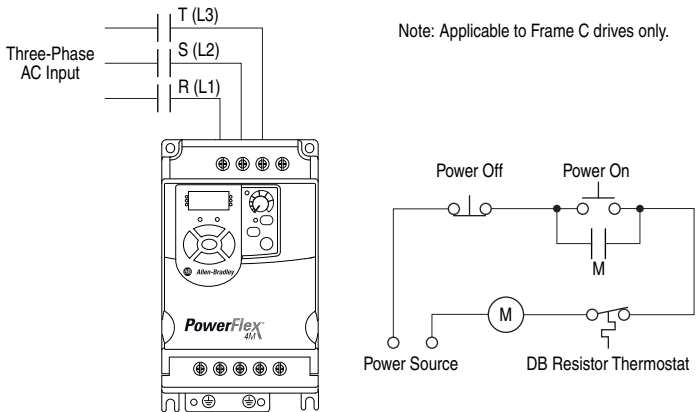 T (L3)
Note: Applicable to Frame C drives only.
Three-Phase
AC Input
S (L2)
R (L1)
Power Off
Power On
M
Allen-Bradley
PowerFlex
4M
M
Power Source
DB Resistor Thermostat